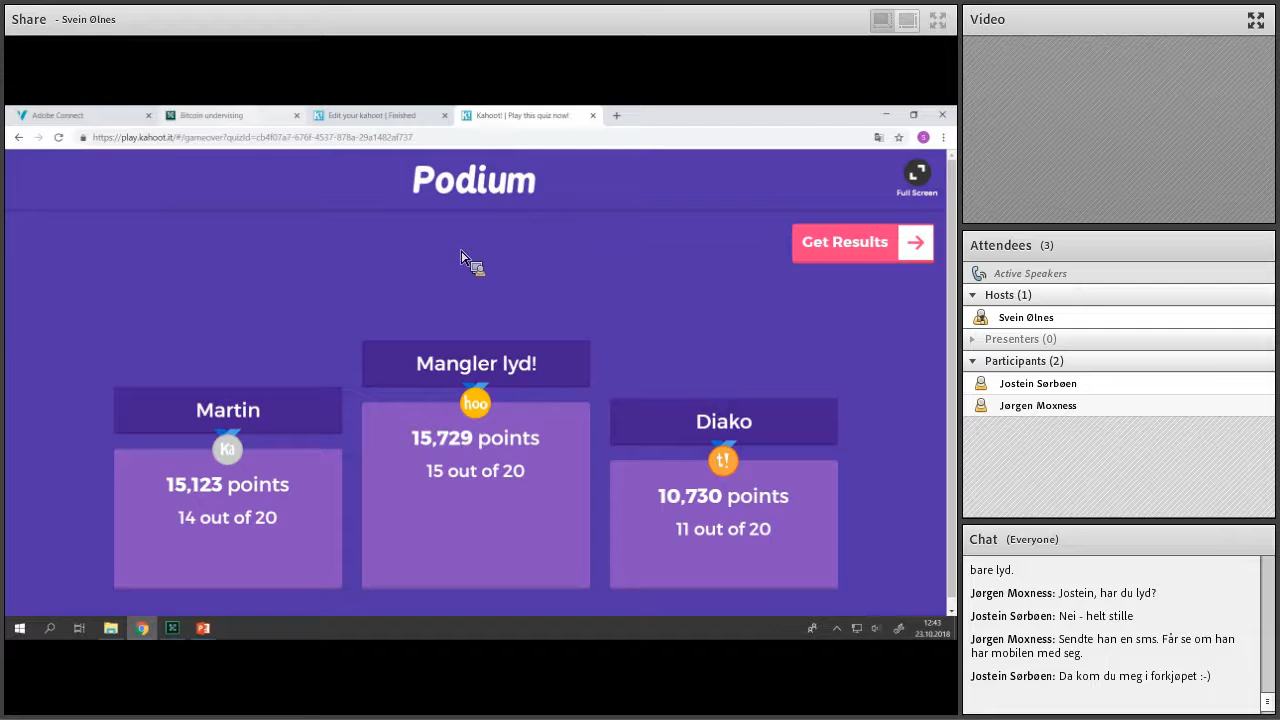 Share - Svein Ølnes
Adobe Connect
Bitcoin undervising
Edit your kahoot | Finished
Kahoot! | Play this quiz now!
https://play.kahoot.it/#/gameover?quizId=cb4f07a7-676f-4537-878a-29a1482af737
S
Podium
Full Screen
Get Results
Mangler lyd!
hoo
15,729 points
15 out of 20
Martin
Ka
15,123 points
14 out of 20
Diako
t!
10,730 points
11 out of 20
12:43
23.10.2018
Video
Attendees (3)
Active Speakers
Hosts (1)
Svein Ølnes
Presenters (0)
Participants (2)
Jostein Sørbøen
Jørgen Moxness
Chat (Everyone)
bare lyd.
Jørgen Moxness: Jostein, har du lyd?
Jostein Sørbøen: Nei - helt stille
Jørgen Moxness: Sendte han en sms. Får se om han
har mobilen med seg.
Jostein Sørbøen: Da kom du meg i forkjøpet :-)